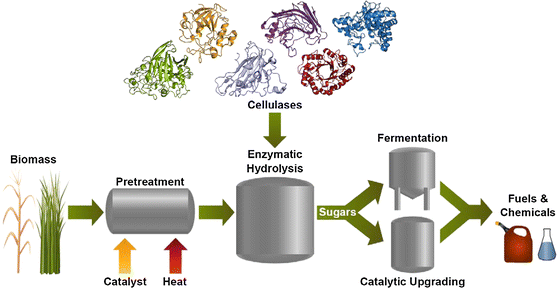 Cellulases
Biomass
Pretreatment
Enzymatic
Hydrolysis
Fermentation
Sugars
Fuels &
Chemicals
Catalyst
Heat
Catalytic Upgrading